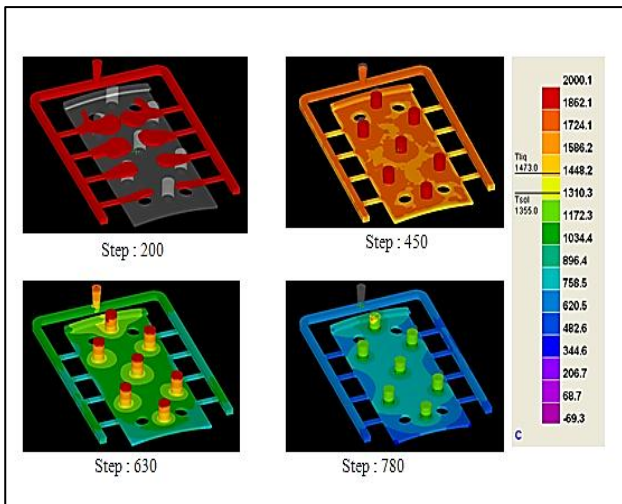 Step : 200
Step : 450
Step : 630
Step : 780
2000.1
1862.1
1724.1
1586.2
Tliq
1473.0
1448.2
1310.3
Tsol
1355.0
1172.3
1034.4
896.4
758.5
620.5
482.6
344.6
206.7
68.7
-69.3
C